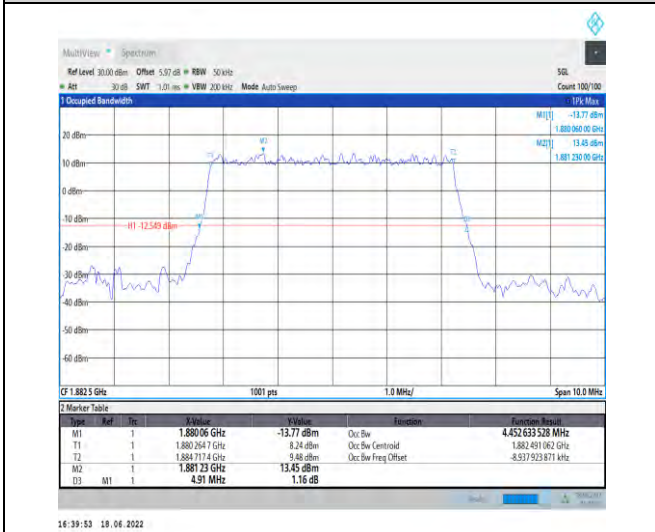 MultiView Spectrum
Ref Level 30.00 dBm Offset 5.97 dB RBW 50 kHz SGL
Att 30 dB SWT 1.01 ms VBW 200 kHz Mode Auto Sweep Count 100/100
1 Occupied Bandwidth 1Pk Max
M1[1] -13.77 dBm
1.880 060 00 GHz
M2[1] 13.45 dBm
1.881 230 00 GHz
20 dBm
10 dBm
0 dBm
-10 dBm
H1 -12.549 dBm
-20 dBm
-30 dBm
-40 dBm
-50 dBm
-60 dBm
M1
T1
M2
T2
D3
CF 1.882 5 GHz 1001 pts 1.0 MHz/ Span 10.0 MHz
2 Marker Table
Type Ref Trc X-Value Y-Value Function Function Result
M1 1 1.88006 GHz -13.77 dBm Occ Bw 4.452 633 528 MHz
T1 1 1.880 264 7 GHz 8.24 dBm Occ Bw Centroid 1.882 491 062 GHz
T2 1 1.884 717 4 GHz 9.48 dBm Occ Bw Freq Offset -8.937 923 871 kHz
M2 1 1.88123 GHz 13.45 dBm
D3 M1 1 4.91 MHz 1.16 dB
16:39:53 18.06.2022